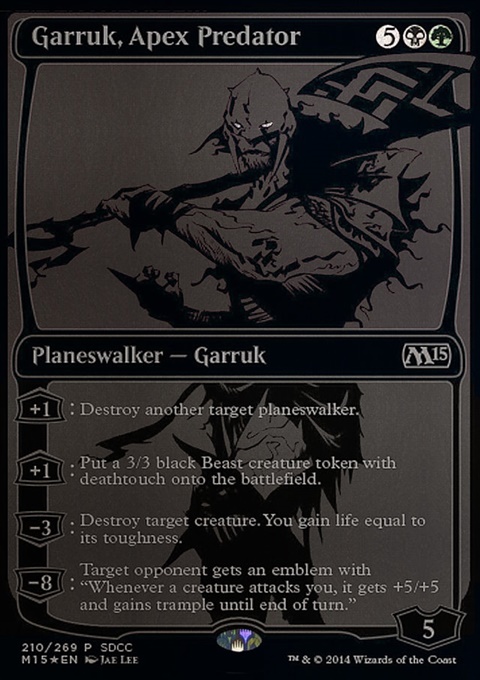 Garruk, Apex Predator 5
Planeswalker — Garruk M15
+1 : Destroy another target planeswalker.
+1 : Put a 3/3 black Beast creature token with
deathtouch onto the battlefield.
−3 : Destroy target creature. You gain life equal to
its toughness.
−8 : Target opponent gets an emblem with
“Whenever a creature attacks you, it gets +5/+5
and gains trample until end of turn.”
5
210/269 P SDCC
M15★EN Jae Lee
™ & © 2014 Wizards of the Coast